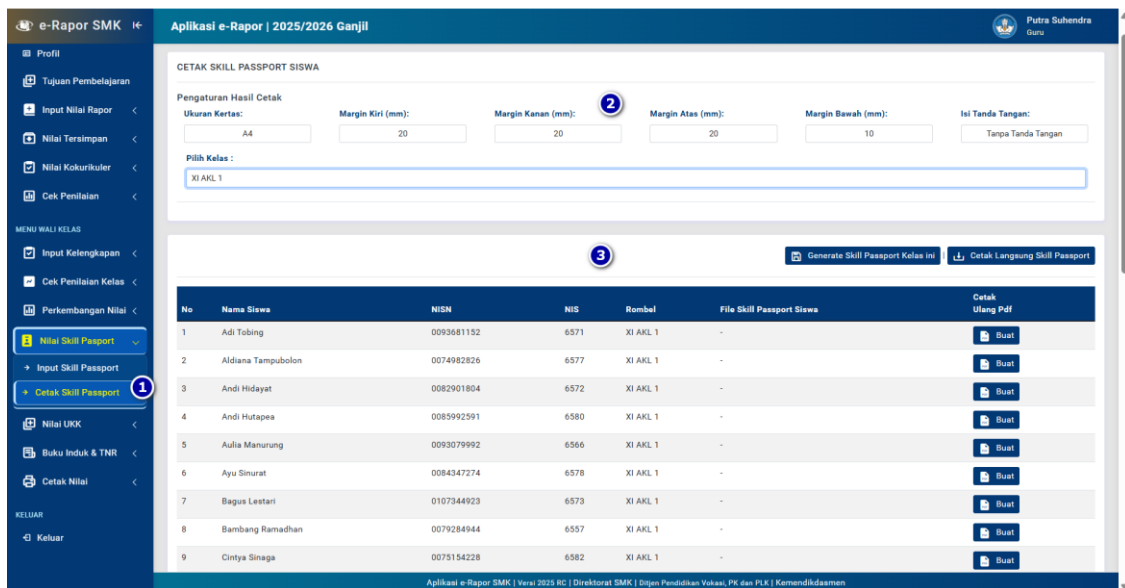 e-Rapor SMK
Aplikasi e-Rapor | 2025/2026 Ganjil
Putra Suhendra
Guru
Profil
Tujuan Pembelajaran
Input Nilai Rapor
Nilai Tersimpan
Nilai Kokurikuler
Cek Penilaian
MENU WALI KELAS
Input Kelengkapan
Cek Penilaian Kelas
Perkembangan Nilai
Nilai Skill Pasport
Input Skill Passport
Cetak Skill Passport
1
Nilai UKK
Buku Induk & TNR
Cetak Nilai
KELUAR
Keluar
CETAK SKILL PASSPORT SISWA
Pengaturan Hasil Cetak
2
Ukuran Kertas: Margin Kiri (mm): Margin Kanan (mm): Margin Atas (mm): Margin Bawah (mm): Isi Tanda Tangan:
A4 20 20 20 10 Tanpa Tanda Tangan
Pilih Kelas :
XI AKL 1
3
Generate Skill Passport Kelas ini | Cetak Langsung Skill Passport
No Nama Siswa NISN NIS Rombel File Skill Passport Siswa Cetak Ulang Pdf
1 Adi Tobing 0093681152 6571 XI AKL 1 - Buat
2 Aldiana Tampubolon 0074982826 6577 XI AKL 1 - Buat
3 Andi Hidayat 0082901804 6572 XI AKL 1 - Buat
4 Andi Hutapea 0085992591 6580 XI AKL 1 - Buat
5 Aulia Manurung 0093079992 6566 XI AKL 1 - Buat
6 Ayu Sinurat 0084347274 6578 XI AKL 1 - Buat
7 Bagus Lestari 0107344923 6573 XI AKL 1 - Buat
8 Bambang Ramadhan 0079284944 6557 XI AKL 1 - Buat
9 Cintya Sinaga 0075154228 6582 XI AKL 1 - Buat
Aplikasi e-Rapor SMK | Versi 2025 RC | Direktorat SMK | Ditjen Pendidikan Vokasi, PK dan PLK | Kemendikdasmen